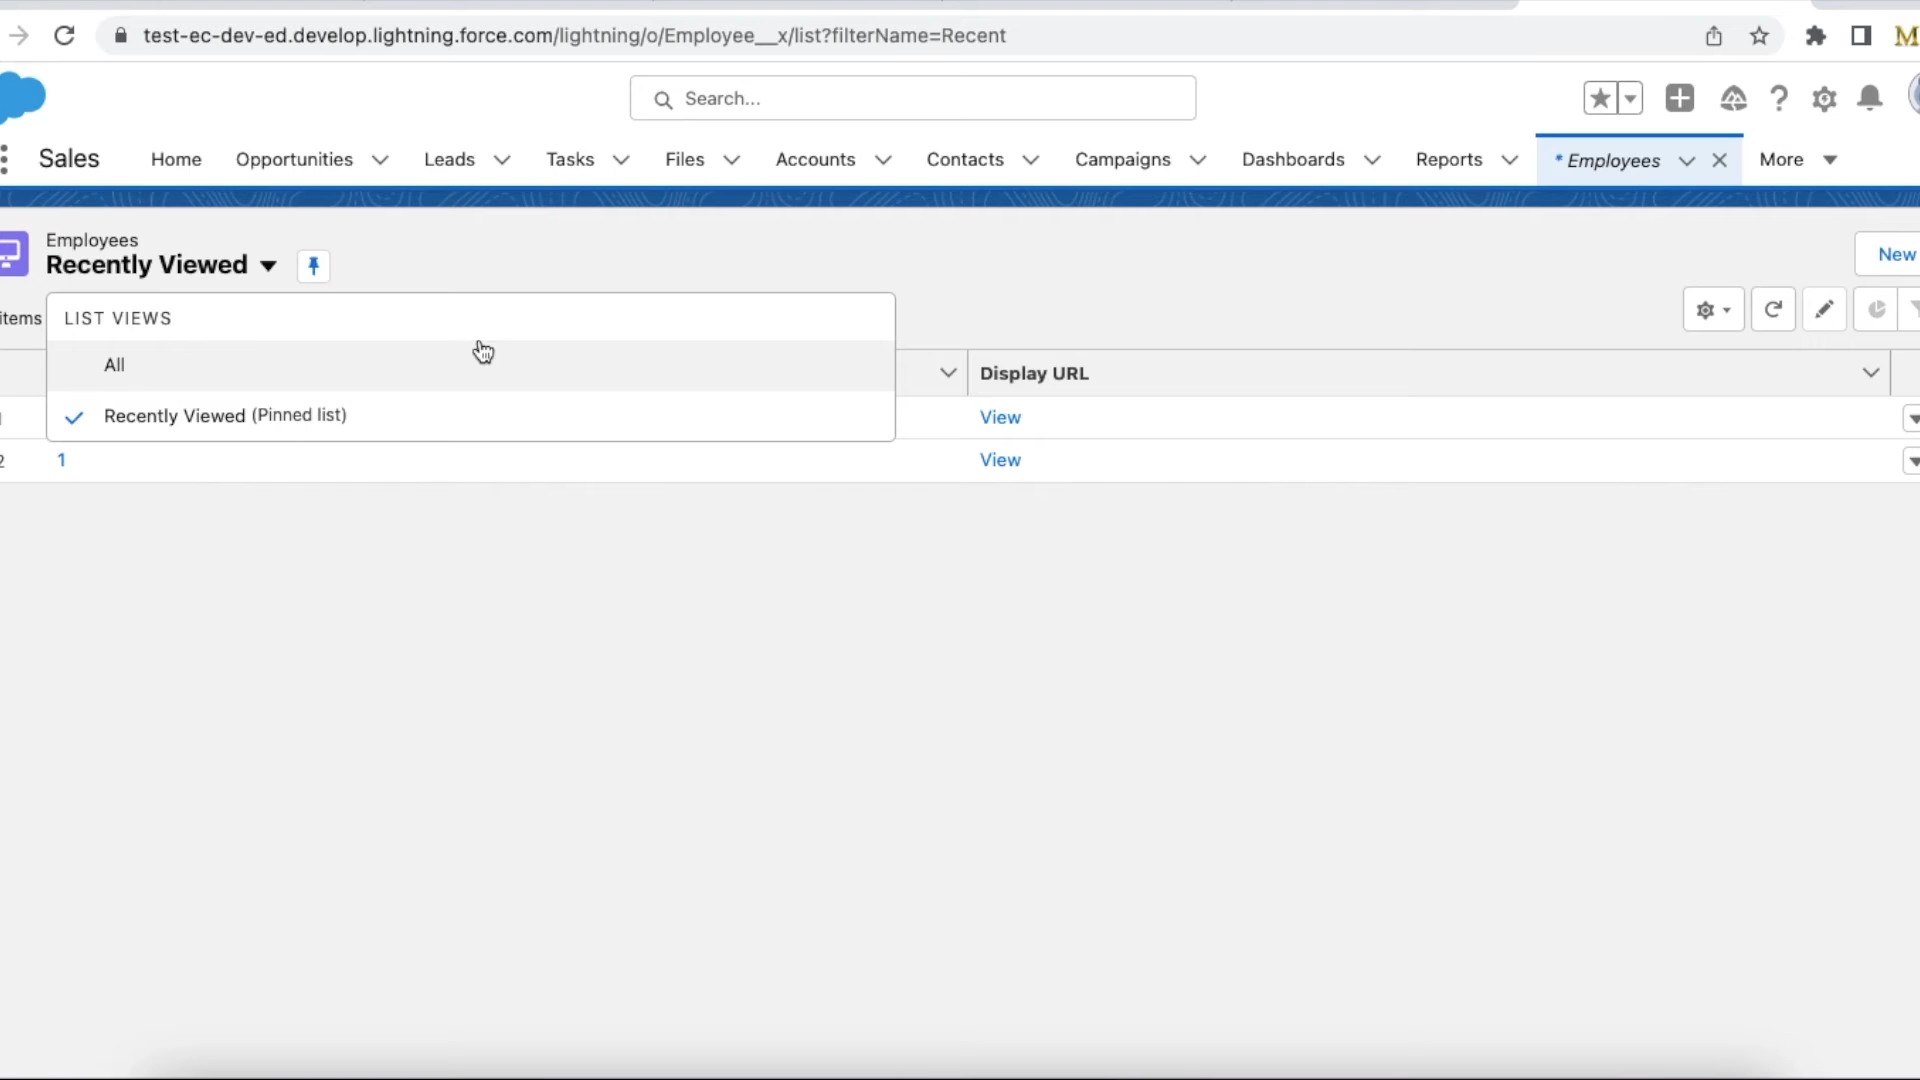 test-ec-dev-ed.develop.lightning.force.com/lightning/o/Employee__x/list?filterName=Recent
M
Search...
Sales Home Opportunities Leads Tasks Files Accounts Contacts Campaigns Dashboards Reports * Employees More
Employees
Recently Viewed
New
items
LIST VIEWS
All
Display URL
Recently Viewed (Pinned list)
View
2 1 View